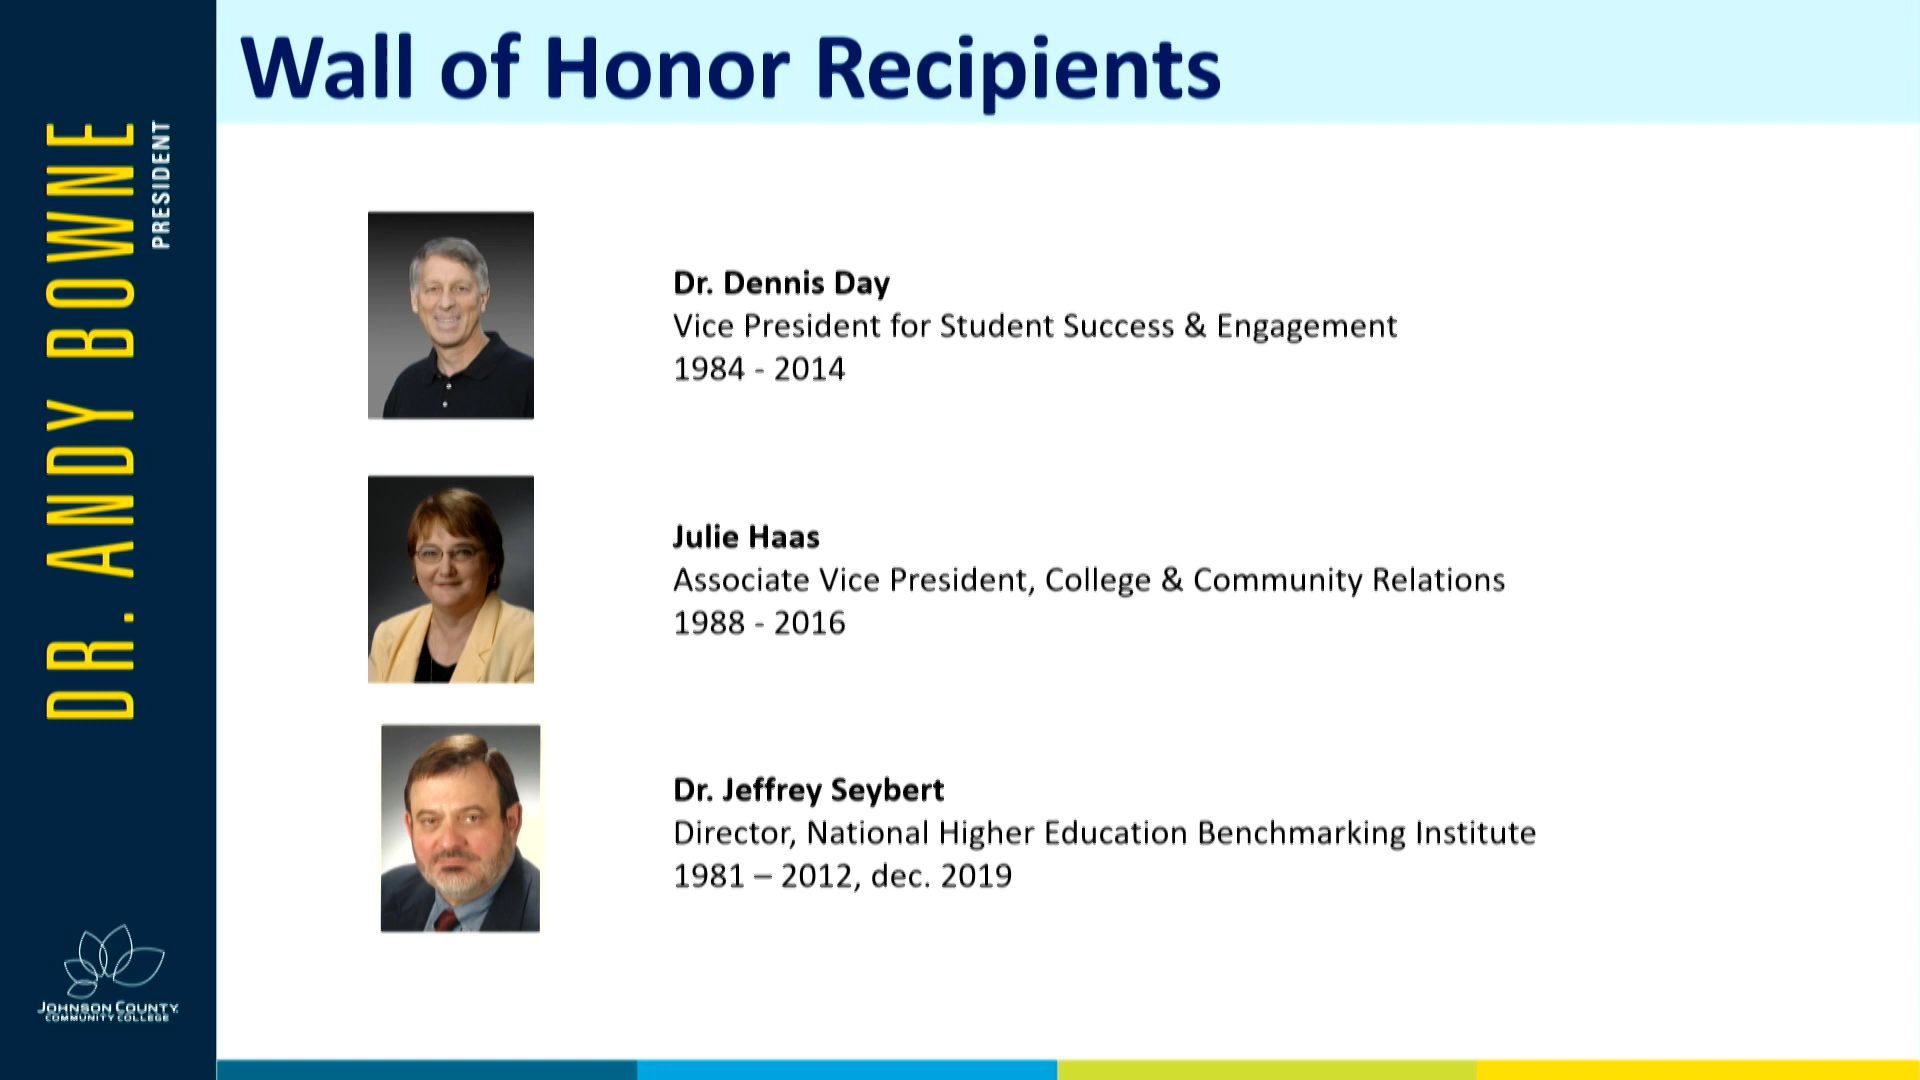 Wall of Honor Recipients
DR. ANDY BOWNE
PRESIDENT
Dr. Dennis Day
Vice President for Student Success & Engagement
1984 - 2014
Julie Haas
Associate Vice President, College & Community Relations
1988 - 2016
Dr. Jeffrey Seybert
Director, National Higher Education Benchmarking Institute
1981 – 2012, dec. 2019
JOHNSON COUNTY
COMMUNITY COLLEGE